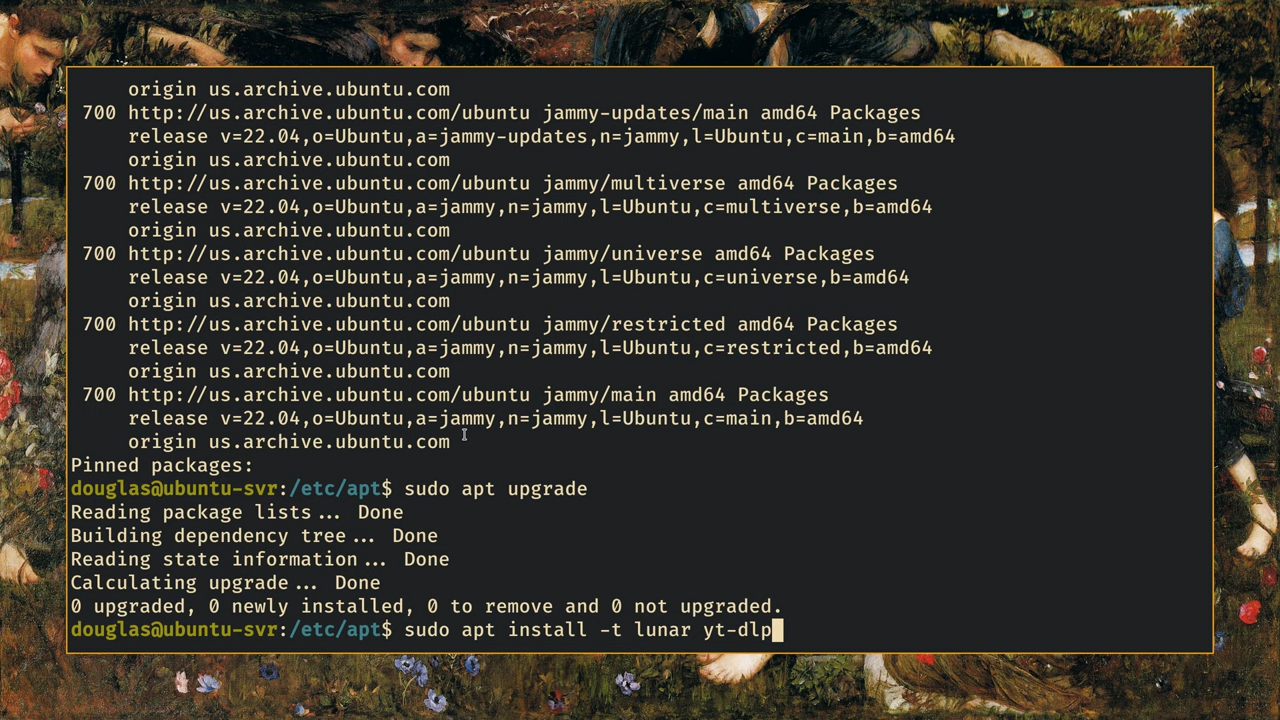 origin us.archive.ubuntu.com
700 http://us.archive.ubuntu.com/ubuntu jammy-updates/main amd64 Packages
release v=22.04,o=Ubuntu,a=jammy-updates,n=jammy,l=Ubuntu,c=main,b=amd64
origin us.archive.ubuntu.com
700 http://us.archive.ubuntu.com/ubuntu jammy/multiverse amd64 Packages
release v=22.04,o=Ubuntu,a=jammy,n=jammy,l=Ubuntu,c=multiverse,b=amd64
origin us.archive.ubuntu.com
700 http://us.archive.ubuntu.com/ubuntu jammy/universe amd64 Packages
release v=22.04,o=Ubuntu,a=jammy,n=jammy,l=Ubuntu,c=universe,b=amd64
origin us.archive.ubuntu.com
700 http://us.archive.ubuntu.com/ubuntu jammy/restricted amd64 Packages
release v=22.04,o=Ubuntu,a=jammy,n=jammy,l=Ubuntu,c=restricted,b=amd64
origin us.archive.ubuntu.com
700 http://us.archive.ubuntu.com/ubuntu jammy/main amd64 Packages
release v=22.04,o=Ubuntu,a=jammy,n=jammy,l=Ubuntu,c=main,b=amd64
origin us.archive.ubuntu.com
Pinned packages:
douglas@ubuntu-svr:/etc/apt$ sudo apt upgrade
Reading package lists... Done
Building dependency tree... Done
Reading state information... Done
Calculating upgrade... Done
0 upgraded, 0 newly installed, 0 to remove and 0 not upgraded.
douglas@ubuntu-svr:/etc/apt$ sudo apt install -t lunar yt-dlp